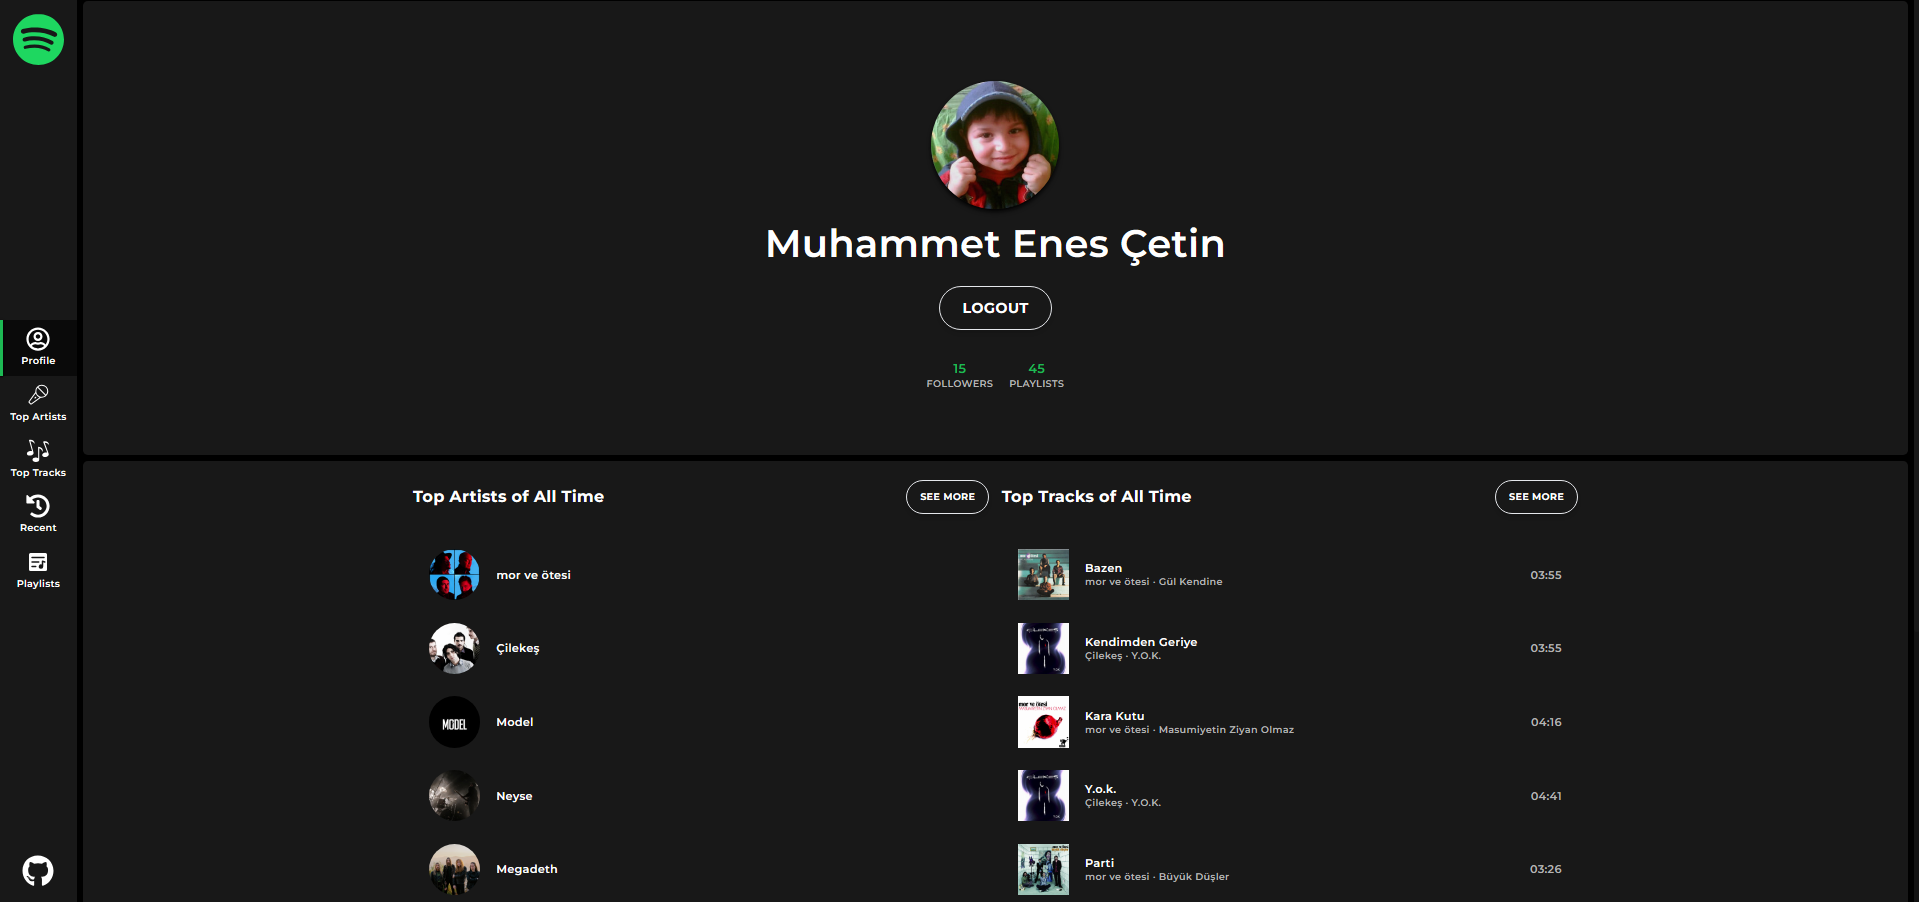 Muhammet Enes Çetin
LOGOUT
15
FOLLOWERS
45
PLAYLISTS
Profile
Top Artists
Top Tracks
Recent
Playlists
Top Artists of All Time
SEE MORE
mor ve ötesi
Çilekeş
MODEL
Model
Neyse
Megadeth
Top Tracks of All Time
SEE MORE
Bazen
mor ve ötesi · Gül Kendine
03:55
Kendimden Geriye
Çilekeş · Y.O.K.
03:55
mor ve ötesi
Kara Kutu
mor ve ötesi · Masumiyetin Ziyan Olmaz
04:16
Y.o.k.
Çilekeş · Y.O.K.
04:41
Parti
mor ve ötesi · Büyük Düşler
03:26